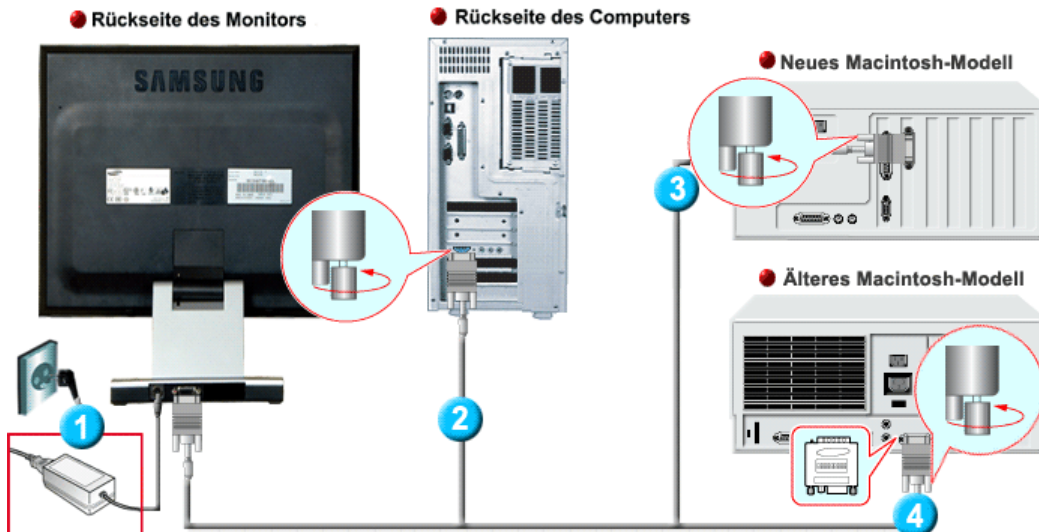 Rückseite des Monitors
Rückseite des Computers
Neues Macintosh-Modell
SAMSUNG
3
Älteres Macintosh-Modell
1
2
4